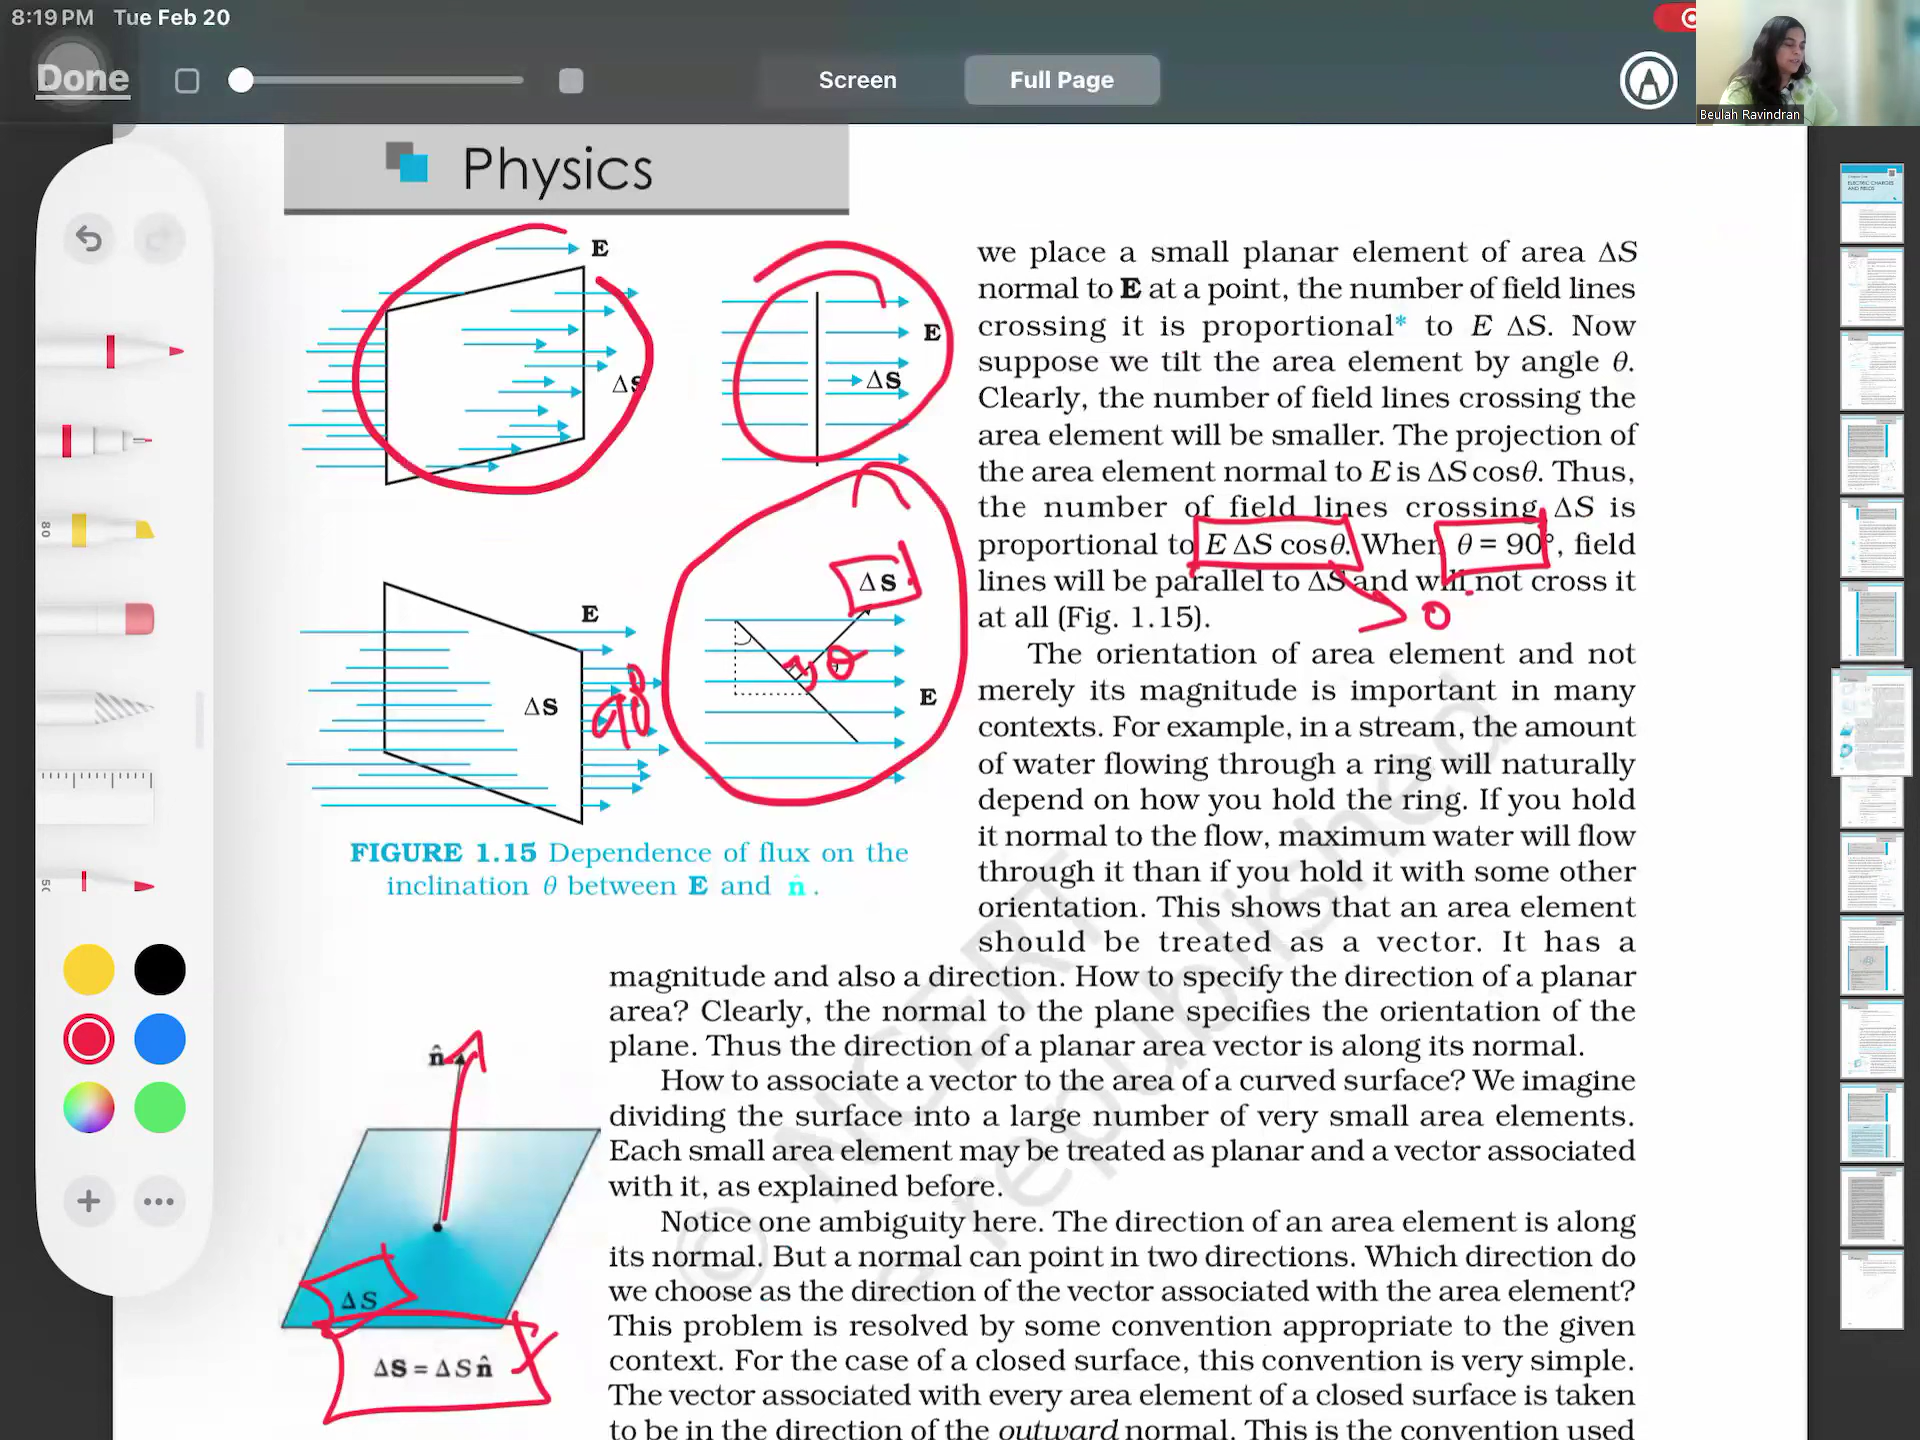 8:19 PM Tue Feb 20
Done
Screen
Full Page
Beulah Ravindran
Physics
E
ΔS
E
ΔS
E
ΔS
90°
ΔS
θ
E
FIGURE 1.15 Dependence of flux on the
inclination θ between E and n̂ .
we place a small planar element of area ΔS
normal to E at a point, the number of field lines
crossing it is proportional* to E ΔS. Now
suppose we tilt the area element by angle θ.
Clearly, the number of field lines crossing the
area element will be smaller. The projection of
the area element normal to E is ΔS cosθ. Thus,
the number of field lines crossing ΔS is
proportional to E ΔS cosθ. When θ = 90°, field
lines will be parallel to ΔS and will not cross it
at all (Fig. 1.15).
0
The orientation of area element and not
merely its magnitude is important in many
contexts. For example, in a stream, the amount
of water flowing through a ring will naturally
depend on how you hold the ring. If you hold
it normal to the flow, maximum water will flow
through it than if you hold it with some other
orientation. This shows that an area element
should be treated as a vector. It has a
magnitude and also a direction. How to specify the direction of a planar
area? Clearly, the normal to the plane specifies the orientation of the
plane. Thus the direction of a planar area vector is along its normal.
How to associate a vector to the area of a curved surface? We imagine
dividing the surface into a large number of very small area elements.
Each small area element may be treated as planar and a vector associated
with it, as explained before.
Notice one ambiguity here. The direction of an area element is along
its normal. But a normal can point in two directions. Which direction do
we choose as the direction of the vector associated with the area element?
This problem is resolved by some convention appropriate to the given
context. For the case of a closed surface, this convention is very simple.
The vector associated with every area element of a closed surface is taken
to be in the direction of the outward normal. This is the convention used
n̂
ΔS
ΔS = ΔS n̂
© NCERT
republished
80